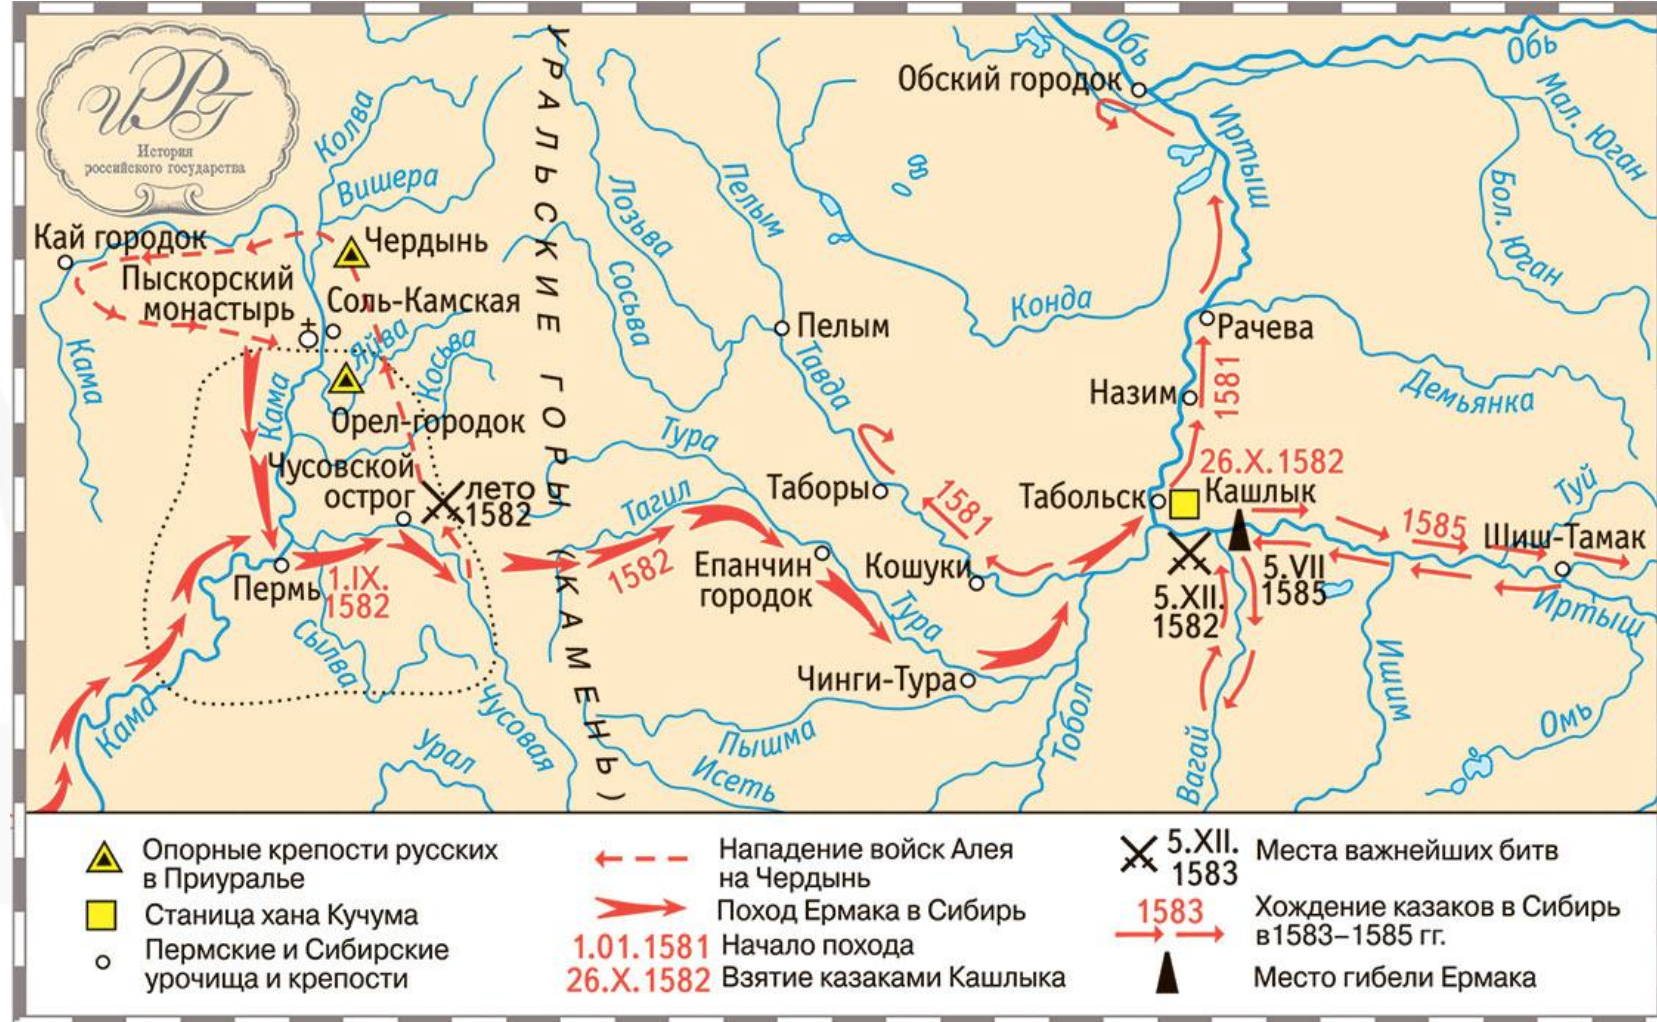 ИРГ
История
российского государства
УРАЛЬСКИЕ ГОРЫ (КАМЕНЬ)
Обь
Обь
Обский городок
Мал. Юган
Иртыш
Колва
Вишера
Лозьва
Пелым
Бол. Юган
Кай городок
Чердынь
Пыскорский
монастырь
Соль-Камская
Сосьва
Конда
Яйва
Косьва
Кама
Пелым
Рачева
Тавда
Назим
1581
Демьянка
Кама
Орел-городок
Тура
26.X.1582
Чусовской
острог
лето
1582
Тагил
Таборы
1581
Табольск
Кашлык
Туй
1585
Шиш-Тамак
Пермь
1.IX.
1582
1582
Епанчин
городок
Кошуки
5.XII.
1582
5.VII
1585
Иртыш
Тура
Сылва
Чинги-Тура
Ишим
Кама
Чусовая
Тобол
Омь
Урал
Пышма
Исеть
Вагай
Опорные крепости русских
в Приуралье
Станица хана Кучума
Пермские и Сибирские
урочища и крепости
Нападение войск Алея
на Чердынь
Поход Ермака в Сибирь
1.01.1581 Начало похода
26.X.1582 Взятие казаками Кашлыка
5.XII.
1583
Места важнейших битв
1583
Хождение казаков в Сибирь
в1583–1585 гг.
Место гибели Ермака